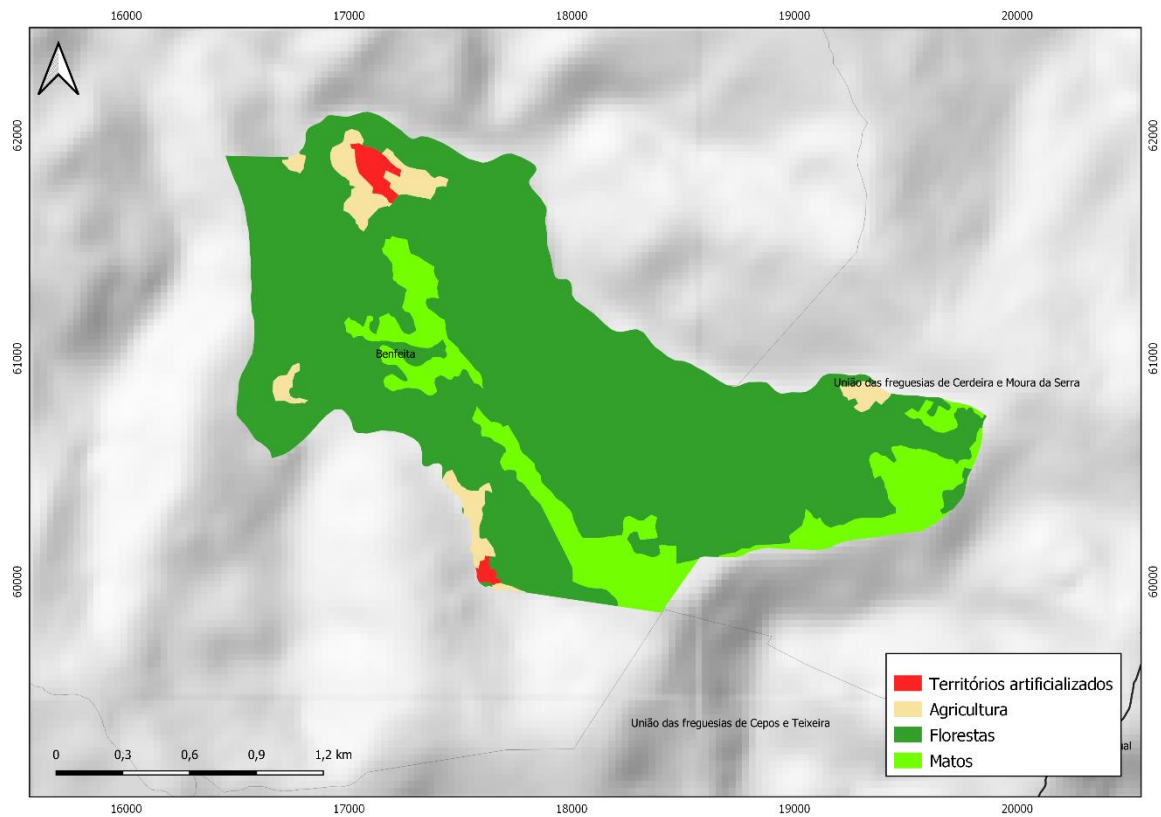 16000 17000 18000 19000 20000
62000 62000
61000 61000
Benfeita
União das freguesias de Cerdeira e Moura da Serra
60000 60000
União das freguesias de Cepos e Teixeira
Territórios artificializados
Agricultura
Florestas
Matos
0 0,3 0,6 0,9 1,2 km
16000 17000 18000 19000 20000